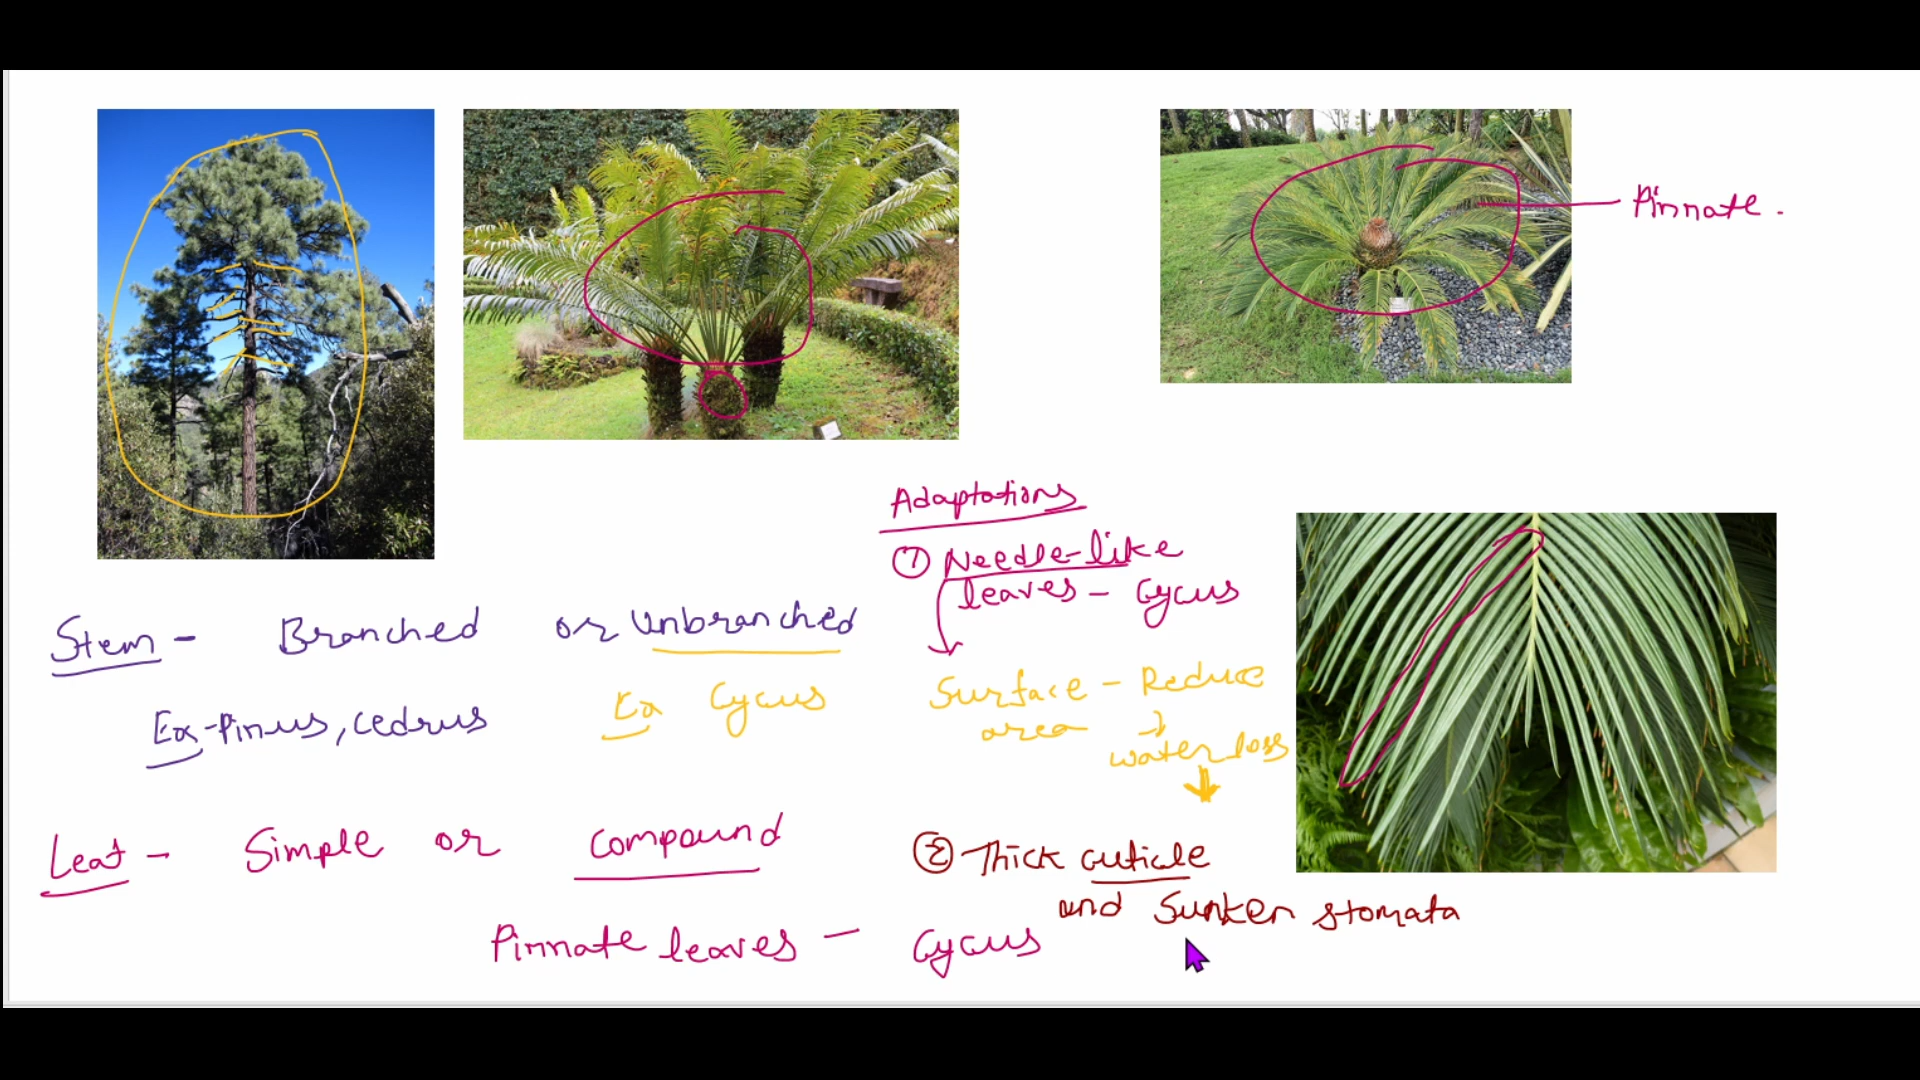 Pinnate.
Stem - Branched or Unbranched
Ex - Pinus, Cedrus
Ex Cycus
Leaf - Simple or Compound
Pinnate leaves - Cycus
Adaptations
① Needle-like
leaves - Cycus
Surface - Reduce
area
water loss
② Thick cuticle
and Sunken stomata